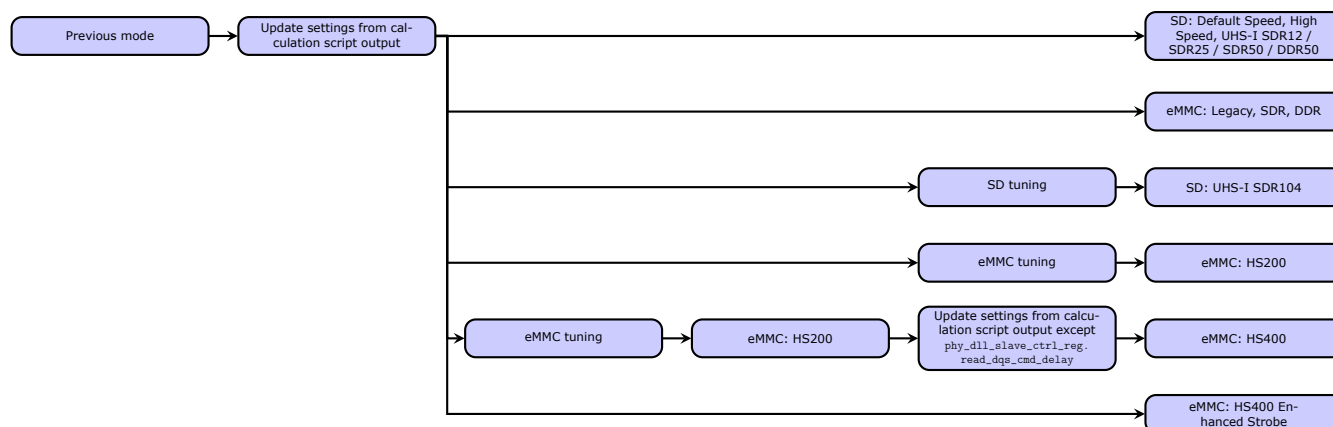 Previous mode
Update settings from cal-
culation script output
SD: Default Speed, High
Speed, UHS-I SDR12 /
SDR25 / SDR50 / DDR50
eMMC: Legacy, SDR, DDR
SD tuning
SD: UHS-I SDR104
eMMC tuning
eMMC: HS200
eMMC tuning
eMMC: HS200
Update settings from calcu-
lation script output except
phy_dll_slave_ctrl_reg.
read_dqs_cmd_delay
eMMC: HS400
eMMC: HS400 En-
hanced Strobe